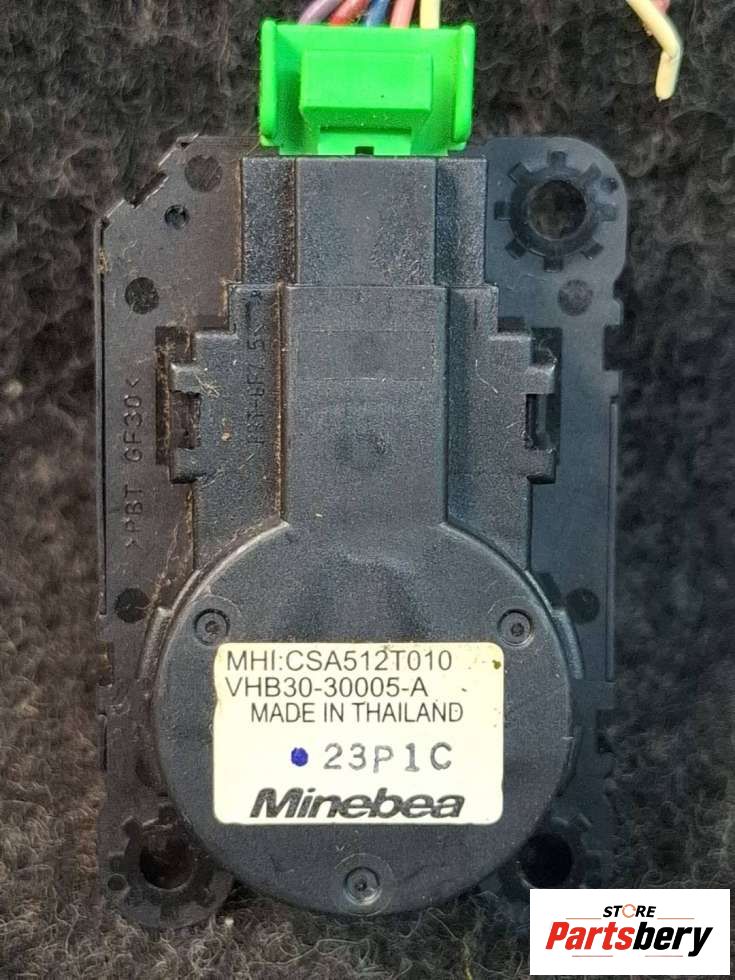 >PBT GF30<
MHI:CSA512T010
VHB30-30005-A
MADE IN THAILAND
23P1C
Minebea
STORE
Partsbery